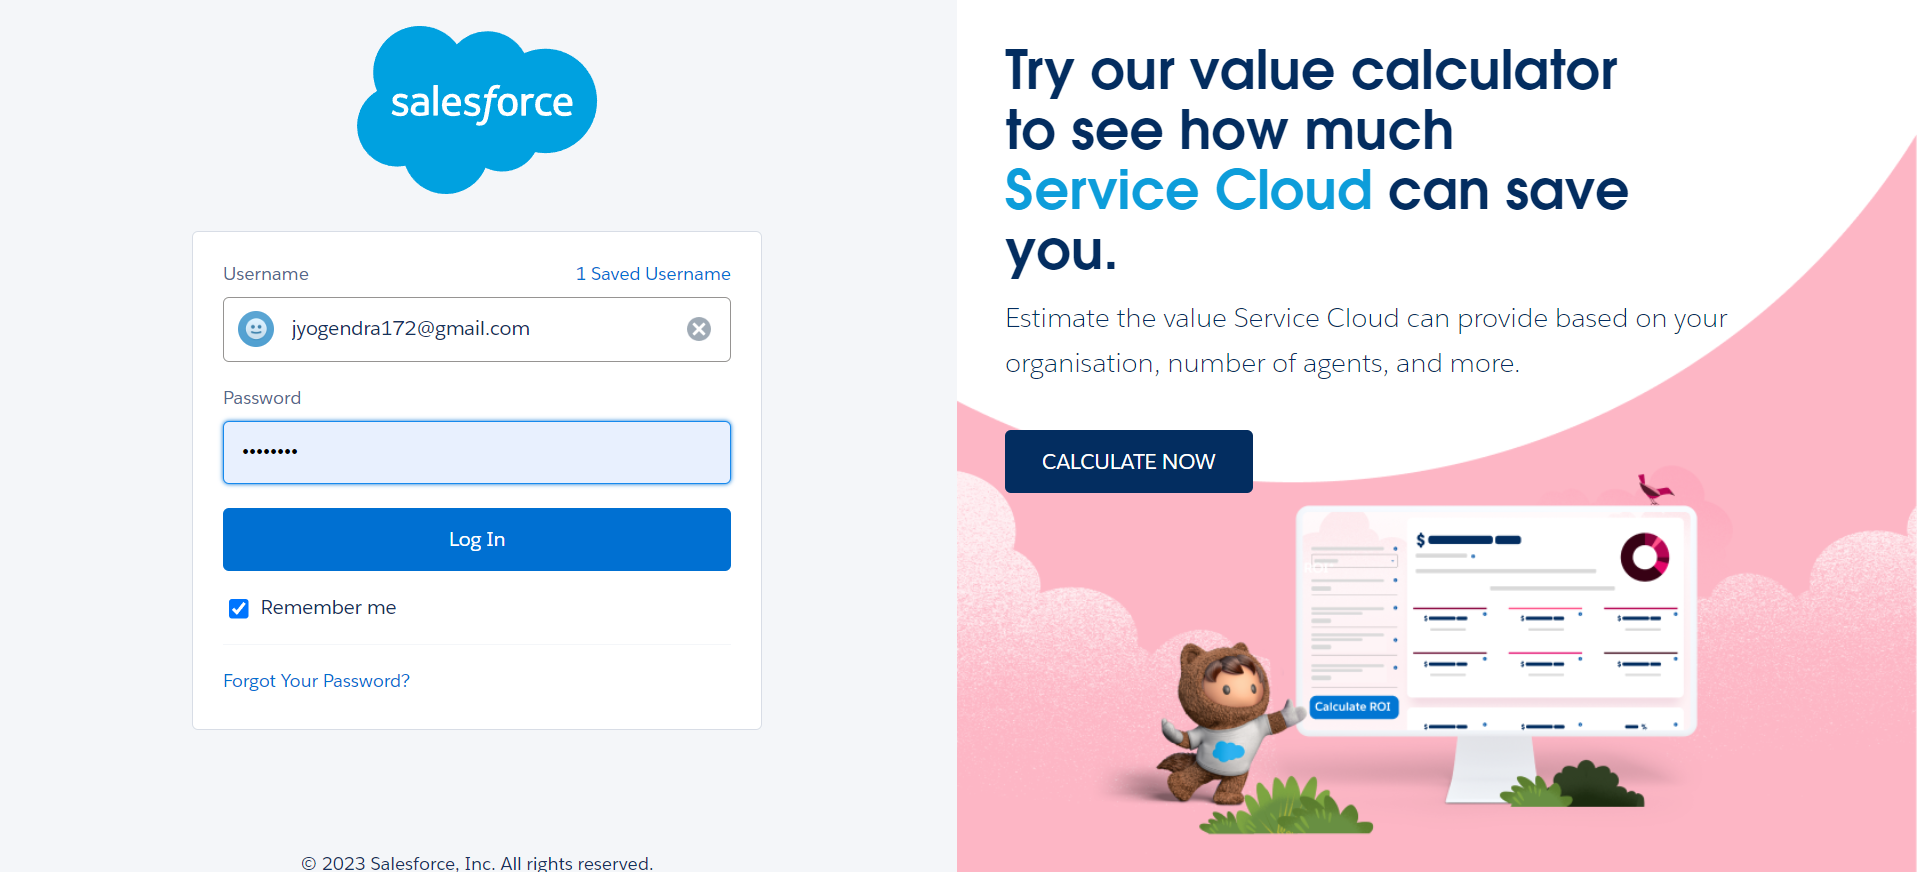 salesforce
Username
1 Saved Username
jyogendra172@gmail.com
Password
••••••••
Log In
Remember me
Forgot Your Password?
© 2023 Salesforce, Inc. All rights reserved.
Try our value calculator
to see how much
Service Cloud can save
you.
Estimate the value Service Cloud can provide based on your
organisation, number of agents, and more.
CALCULATE NOW
$
$ $ $
$ $ $
Calculate ROI
$ $ %